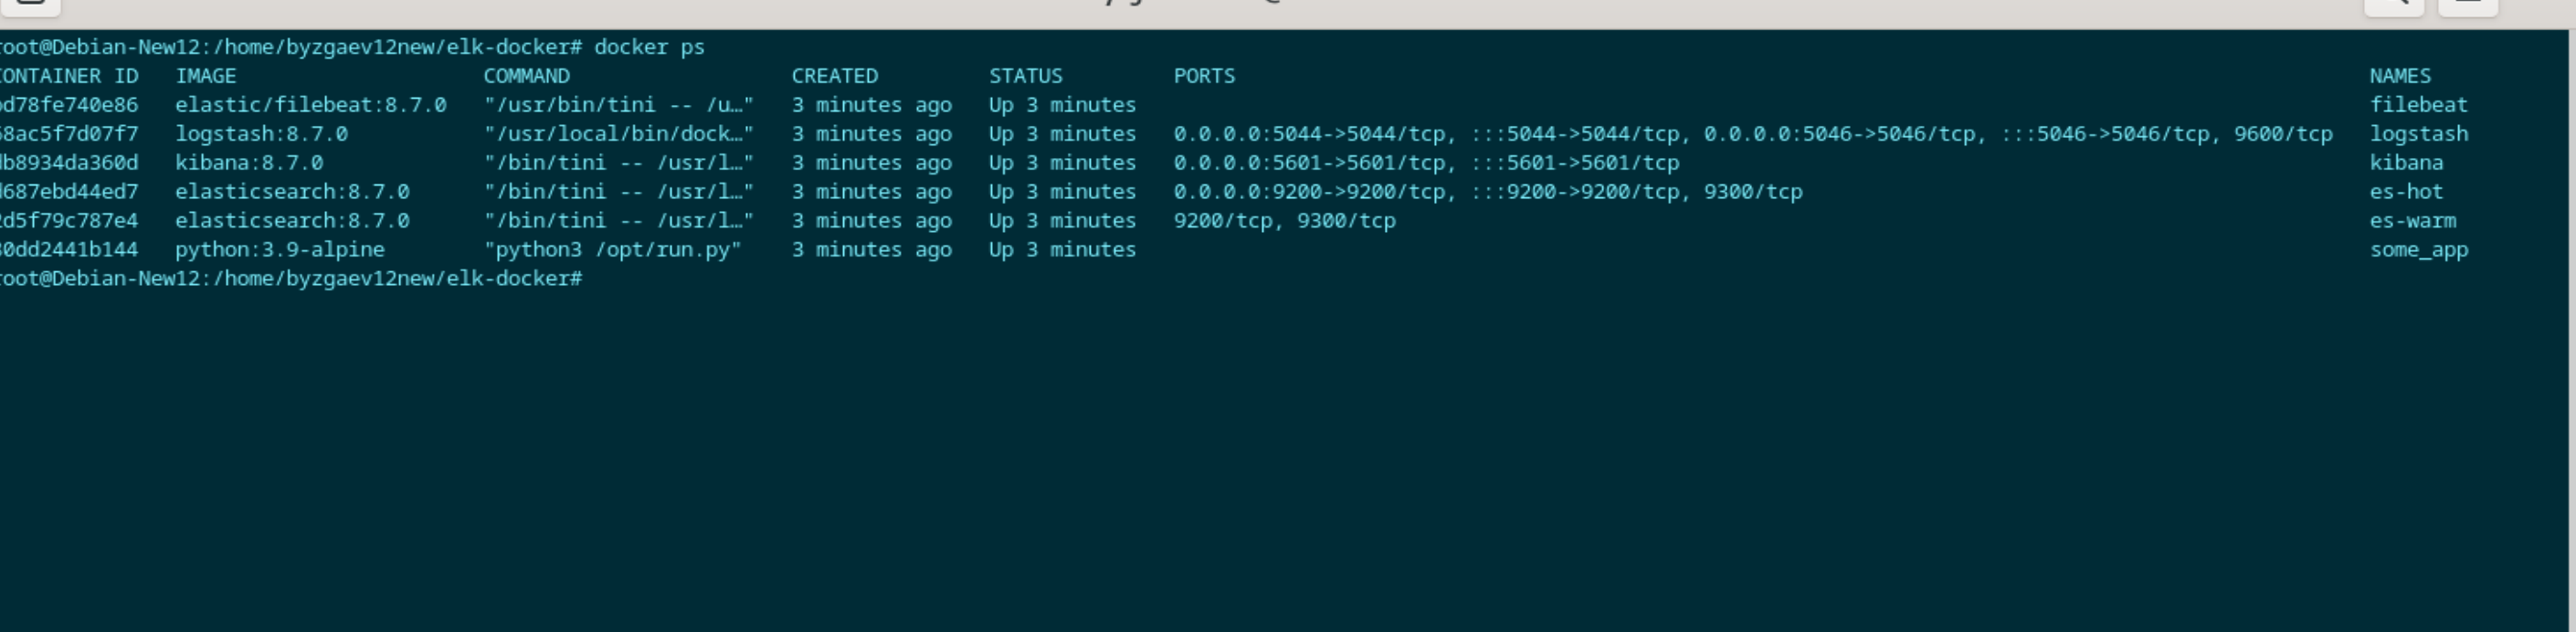 root@Debian-New12:/home/byzgaev12new/elk-docker# docker ps
CONTAINER ID   IMAGE                    COMMAND                  CREATED         STATUS         PORTS                                                                                          NAMES
d78fe740e86   elastic/filebeat:8.7.0   "/usr/bin/tini -- /u…"   3 minutes ago   Up 3 minutes                                                                                                  filebeat
8ac5f7d07f7   logstash:8.7.0           "/usr/local/bin/dock…"   3 minutes ago   Up 3 minutes   0.0.0.0:5044->5044/tcp, :::5044->5044/tcp, 0.0.0.0:5046->5046/tcp, :::5046->5046/tcp, 9600/tcp   logstash
b8934da360d   kibana:8.7.0             "/bin/tini -- /usr/l…"   3 minutes ago   Up 3 minutes   0.0.0.0:5601->5601/tcp, :::5601->5601/tcp                                                      kibana
687ebd44ed7   elasticsearch:8.7.0      "/bin/tini -- /usr/l…"   3 minutes ago   Up 3 minutes   0.0.0.0:9200->9200/tcp, :::9200->9200/tcp, 9300/tcp                                            es-hot
d5f79c787e4   elasticsearch:8.7.0      "/bin/tini -- /usr/l…"   3 minutes ago   Up 3 minutes   9200/tcp, 9300/tcp                                                                             es-warm
0dd2441b144   python:3.9-alpine        "python3 /opt/run.py"    3 minutes ago   Up 3 minutes                                                                                                  some_app
root@Debian-New12:/home/byzgaev12new/elk-docker#